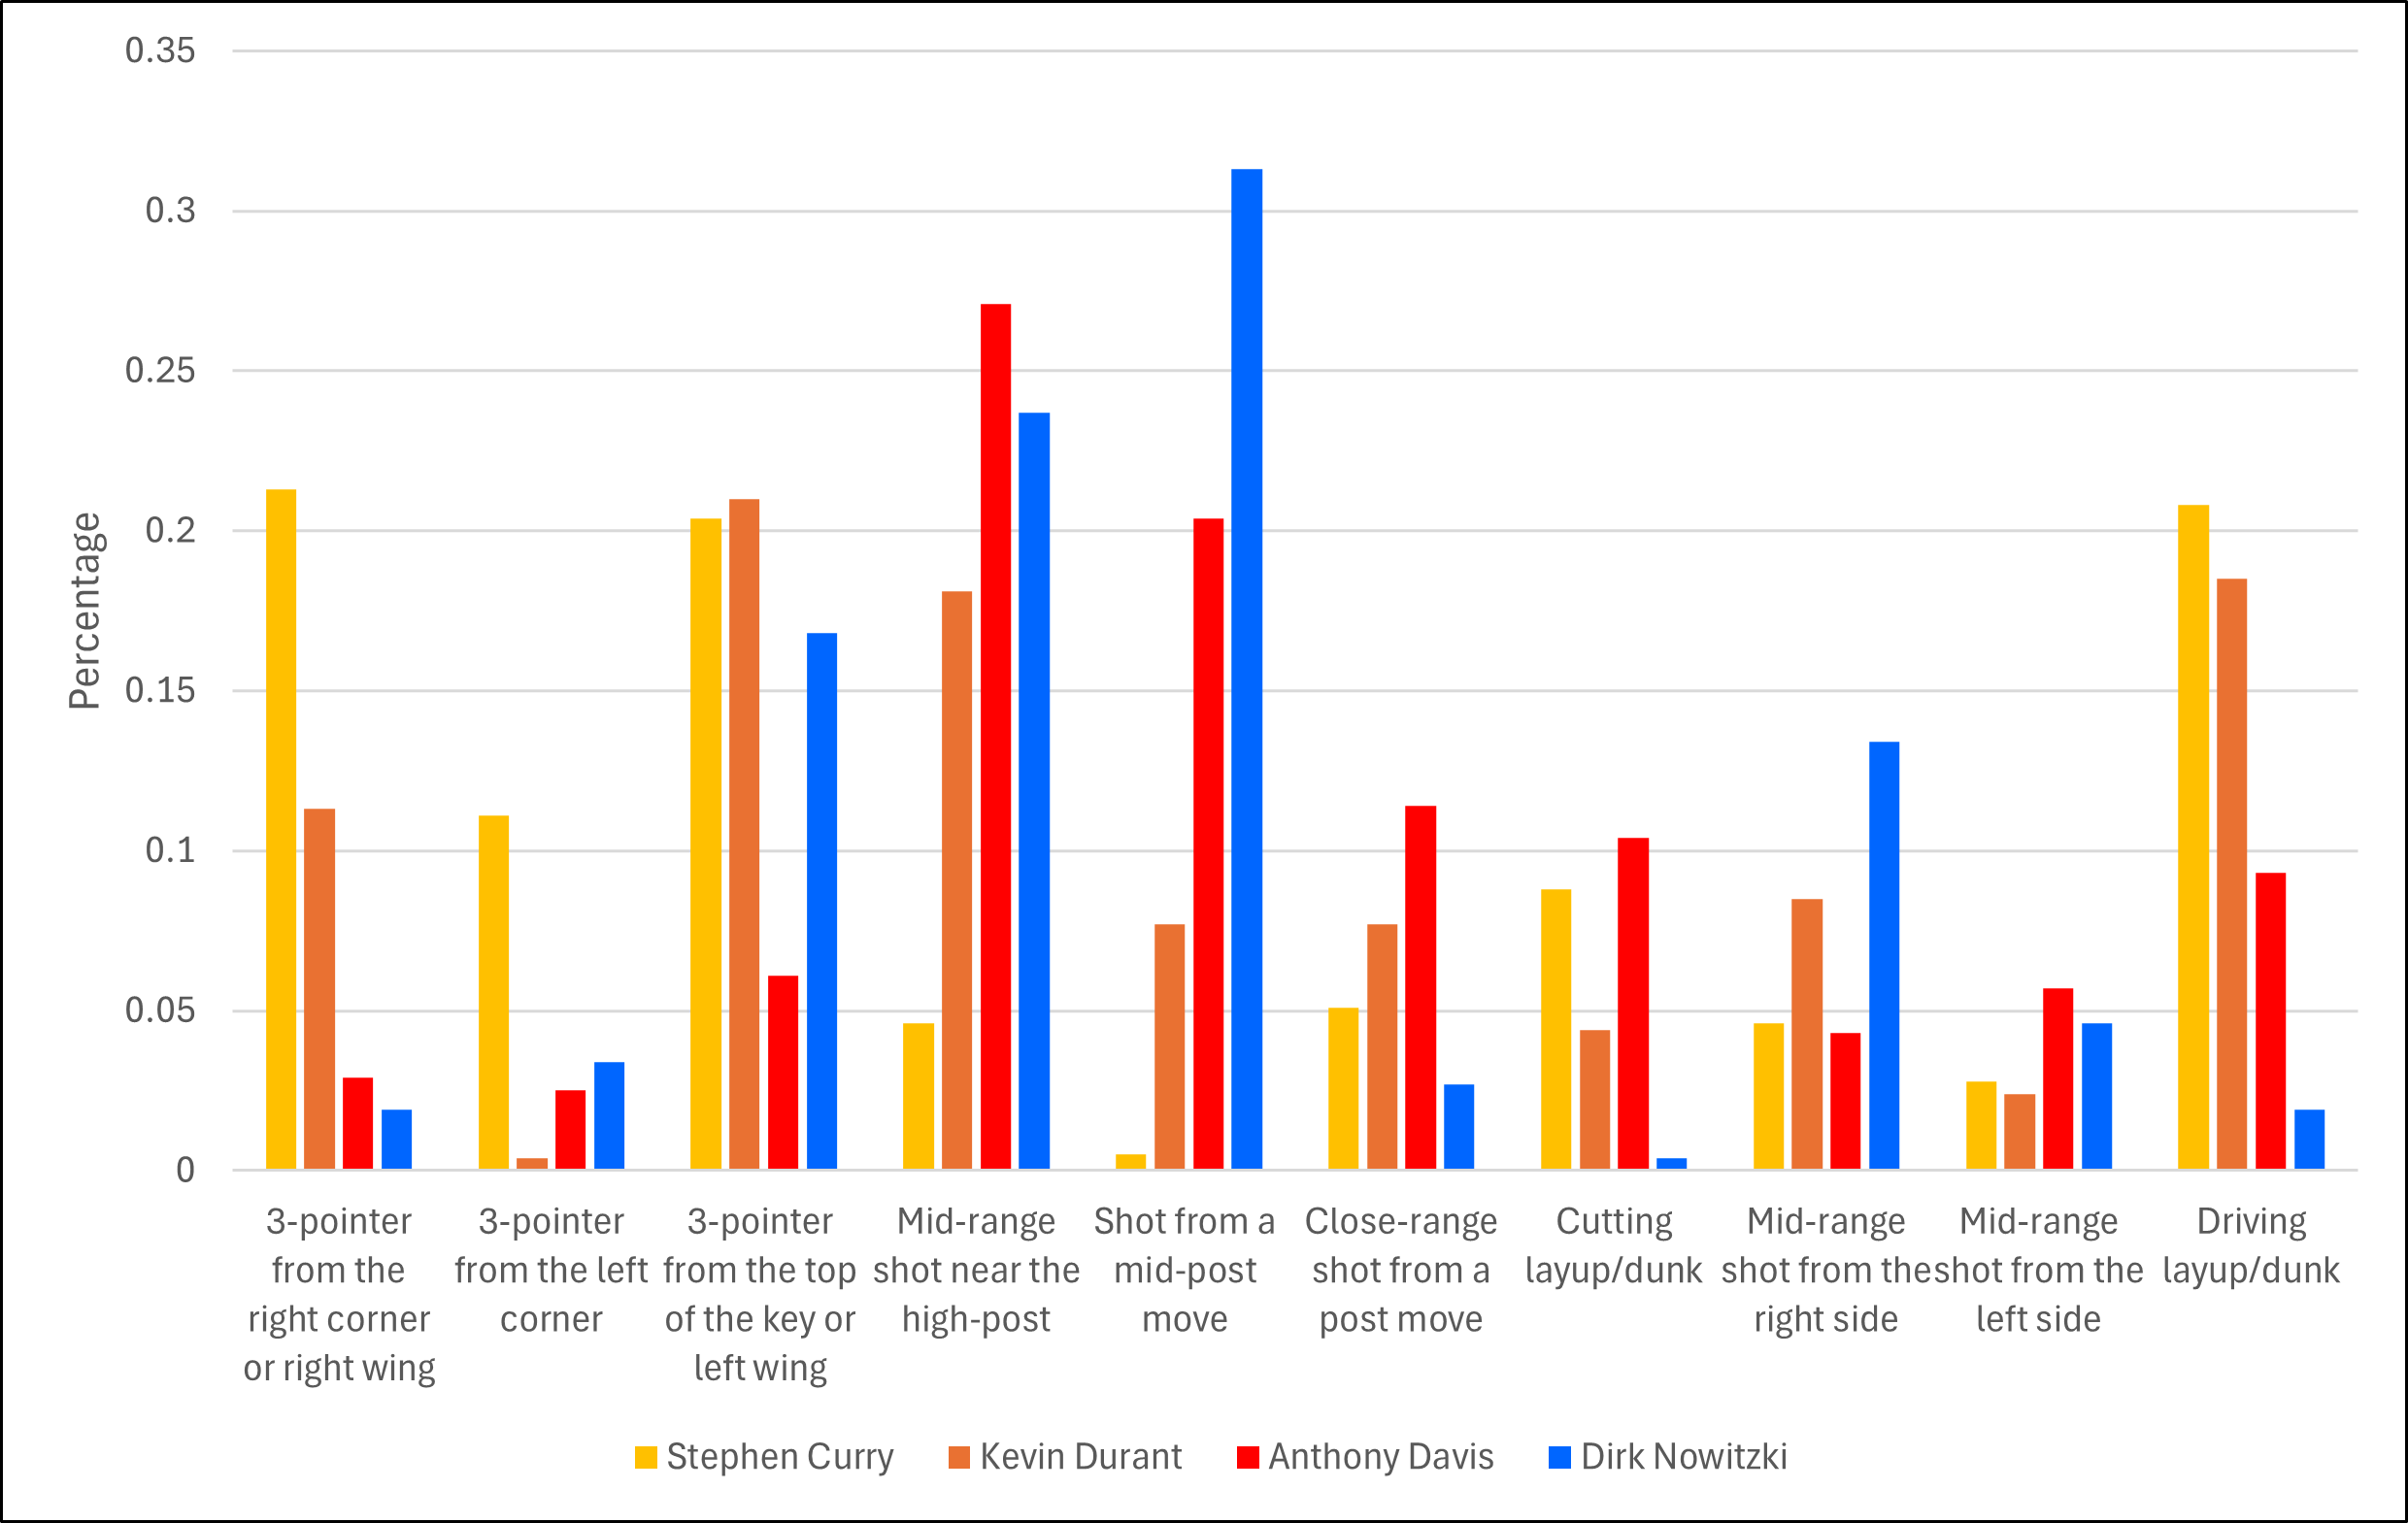 0.35
0.3
0.25
0.2
0.15
0.1
0.05
0
Percentage
3-pointer
from the
right corner
or right wing
3-pointer
from the left
corner
3-pointer
from the top
of the key or
left wing
Mid-range
shot near the
high-post
Shot from a
mid-post
move
Close-range
shot from a
post move
Cutting
layup/dunk
Mid-range
shot from the
right side
Mid-range
shot from the
left side
Driving
layup/dunk
Stephen Curry
Kevin Durant
Anthony Davis
Dirk Nowitzki